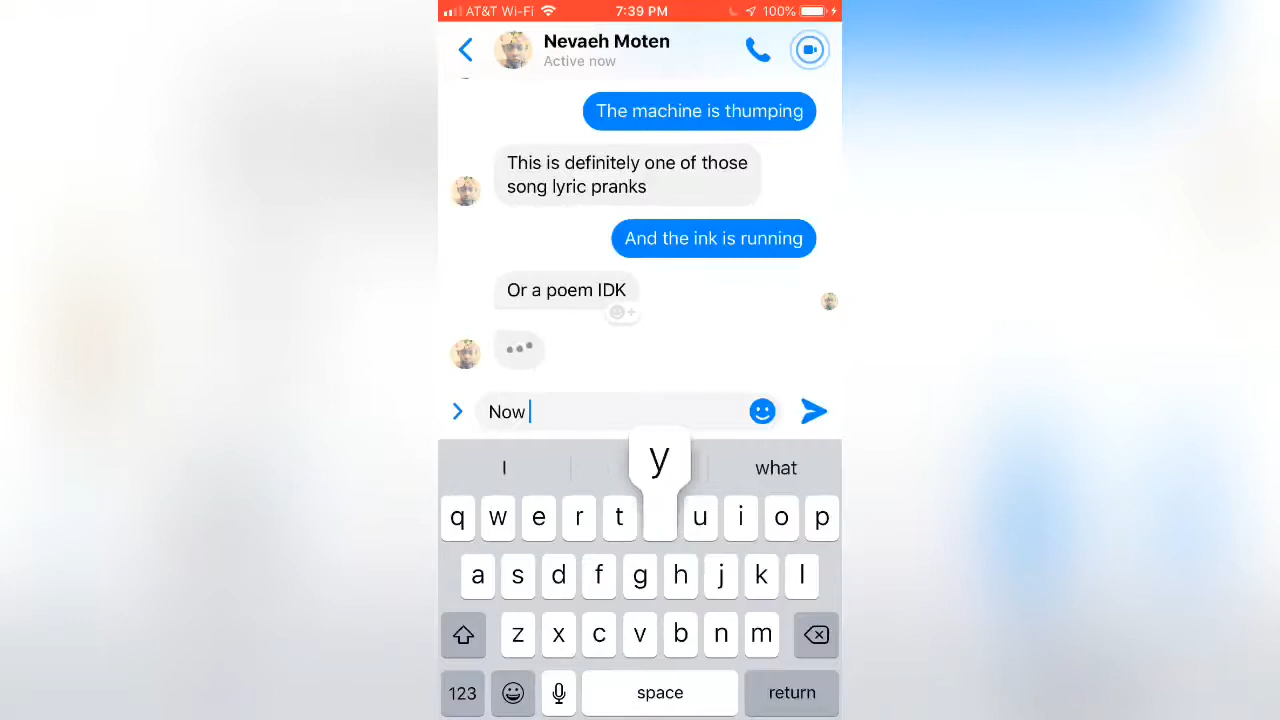 AT&T Wi-Fi 7:39 PM 100%
Nevaeh Moten
Active now
The machine is thumping
This is definitely one of those
song lyric pranks
And the ink is running
Or a poem IDK
Now
I what
y
q w e r t u i o p
a s d f g h j k l
z x c v b n m
123 space return